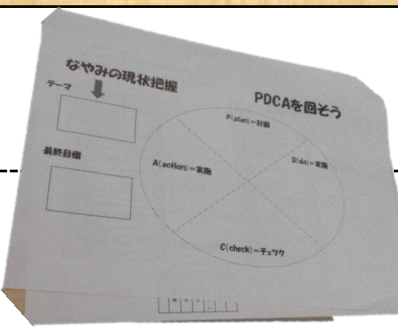 なやみの現状把握
テーマ
最終目標
PDCAを回そう
P(plan)=計画
D(do)=実施
C(check)=チェック
A(action)=実施